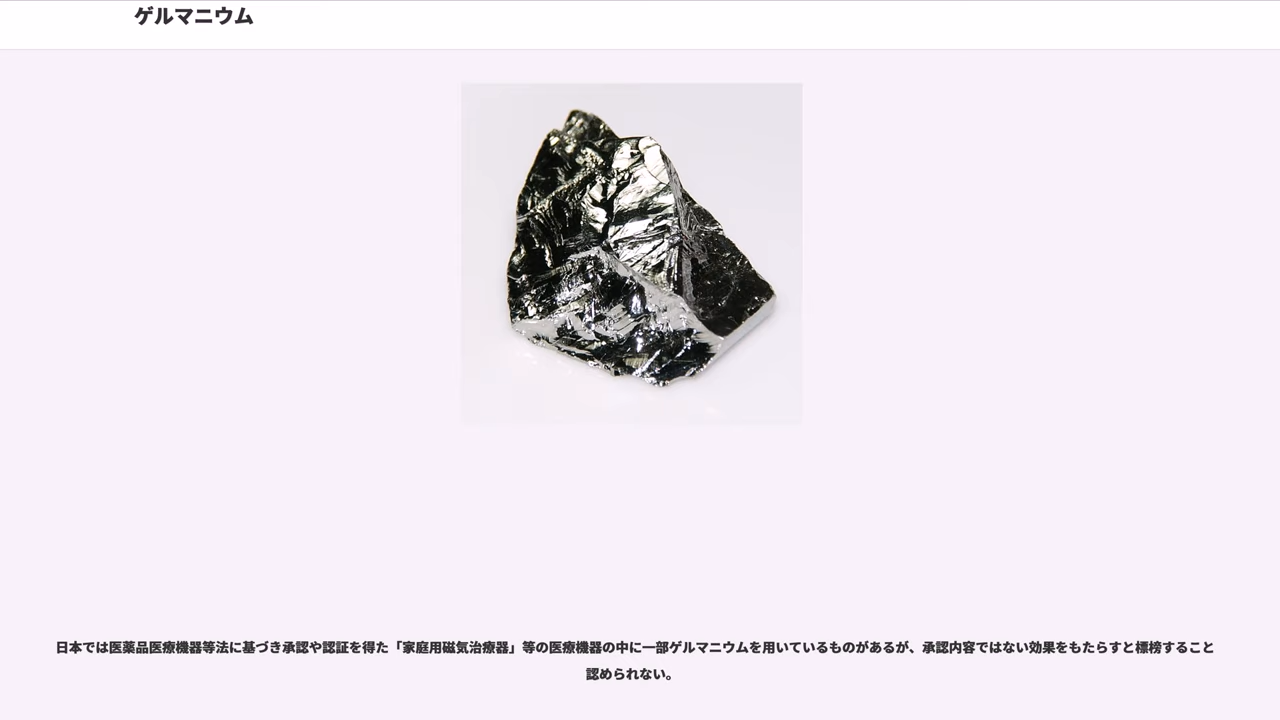 ゲルマニウム
日本では医薬品医療機器等法に基づき承認や認証を得た「家庭用磁気治療器」等の医療機器の中に一部ゲルマニウムを用いているものがあるが、承認内容ではない効果をもたらすと標榜すること
認められない。